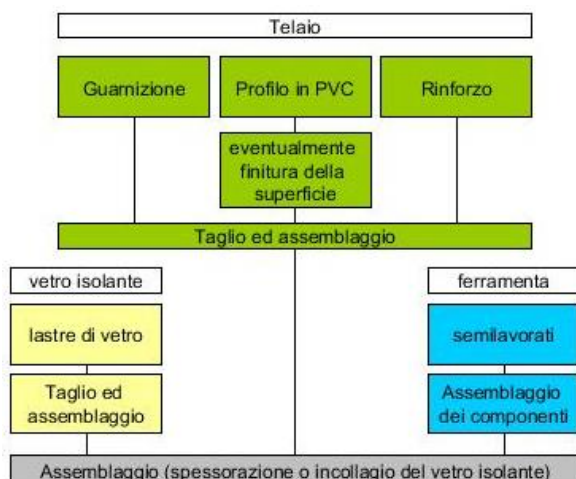 Telaio
Guarnizione
Profilo in PVC
Rinforzo
eventualmente
finitura della
superficie
Taglio ed assemblaggio
vetro isolante
ferramenta
lastre di vetro
semilavorati
Taglio ed
assemblaggio
Assemblaggio
dei componenti
Assemblaggio (spessorazione o incollagio del vetro isolante)